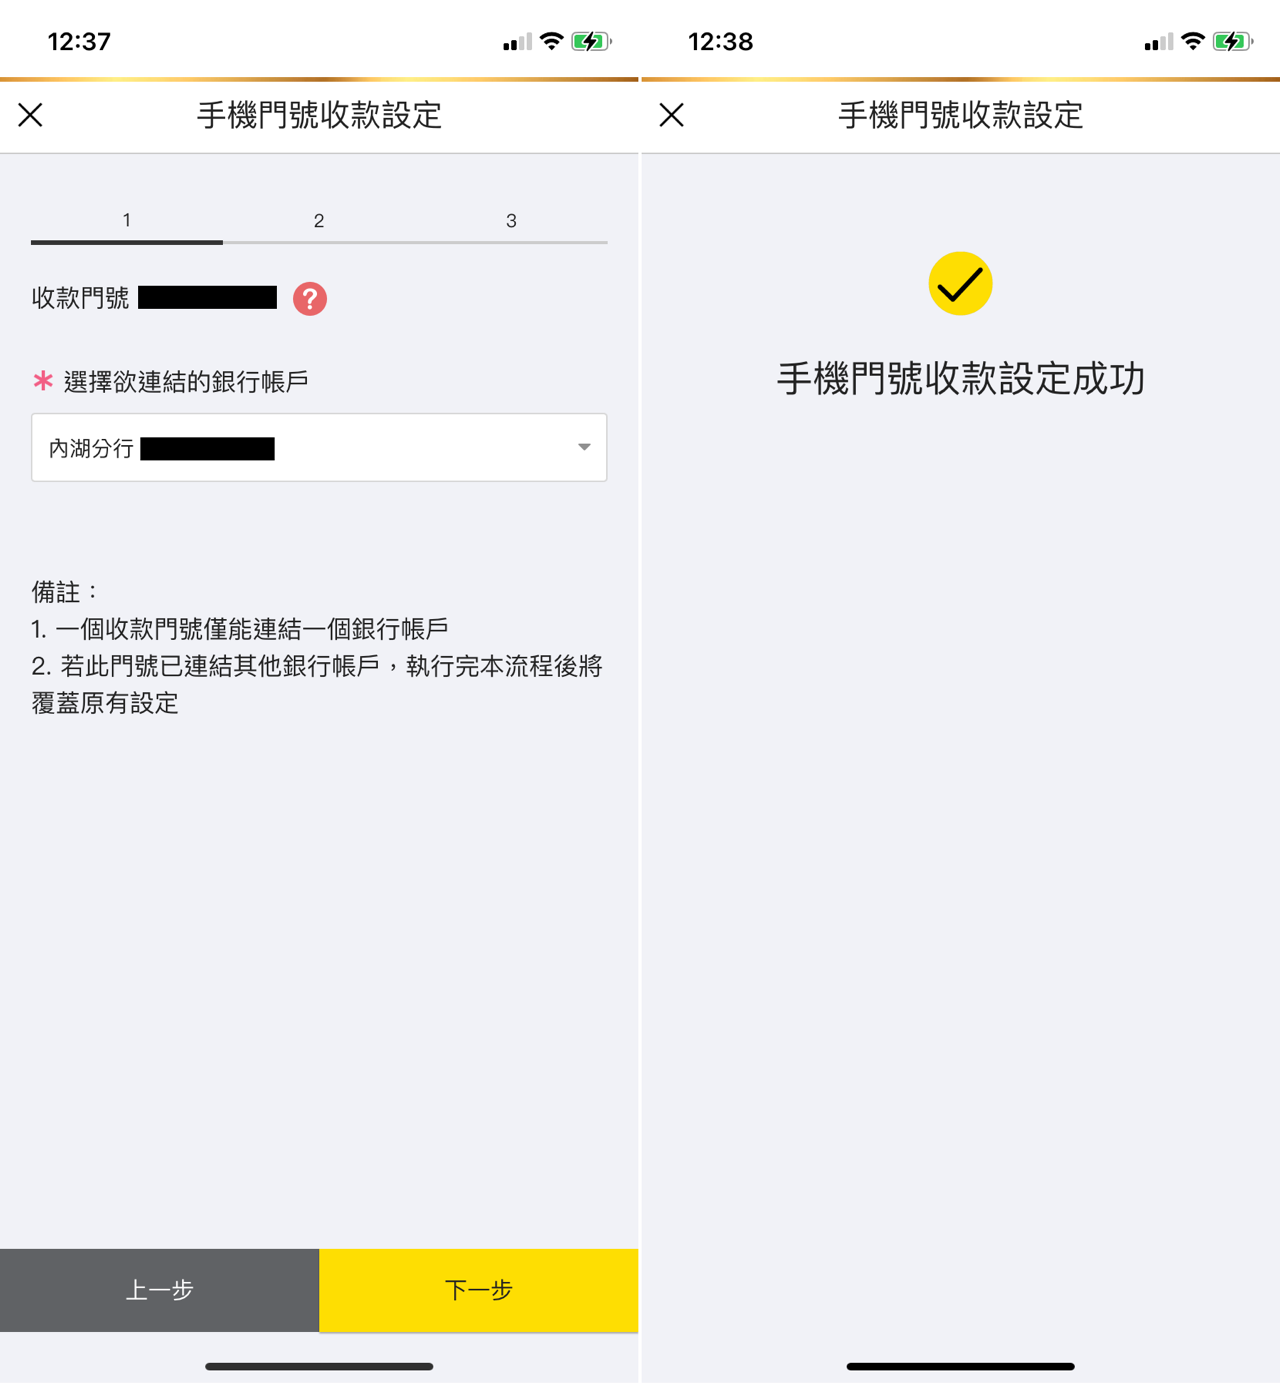 12:37
手機門號收款設定
1 2 3
收款門號 ?
* 選擇欲連結的銀行帳戶
內湖分行
備註：
1. 一個收款門號僅能連結一個銀行帳戶
2. 若此門號已連結其他銀行帳戶，執行完本流程後將
覆蓋原有設定
上一步 下一步
12:38
手機門號收款設定
手機門號收款設定成功